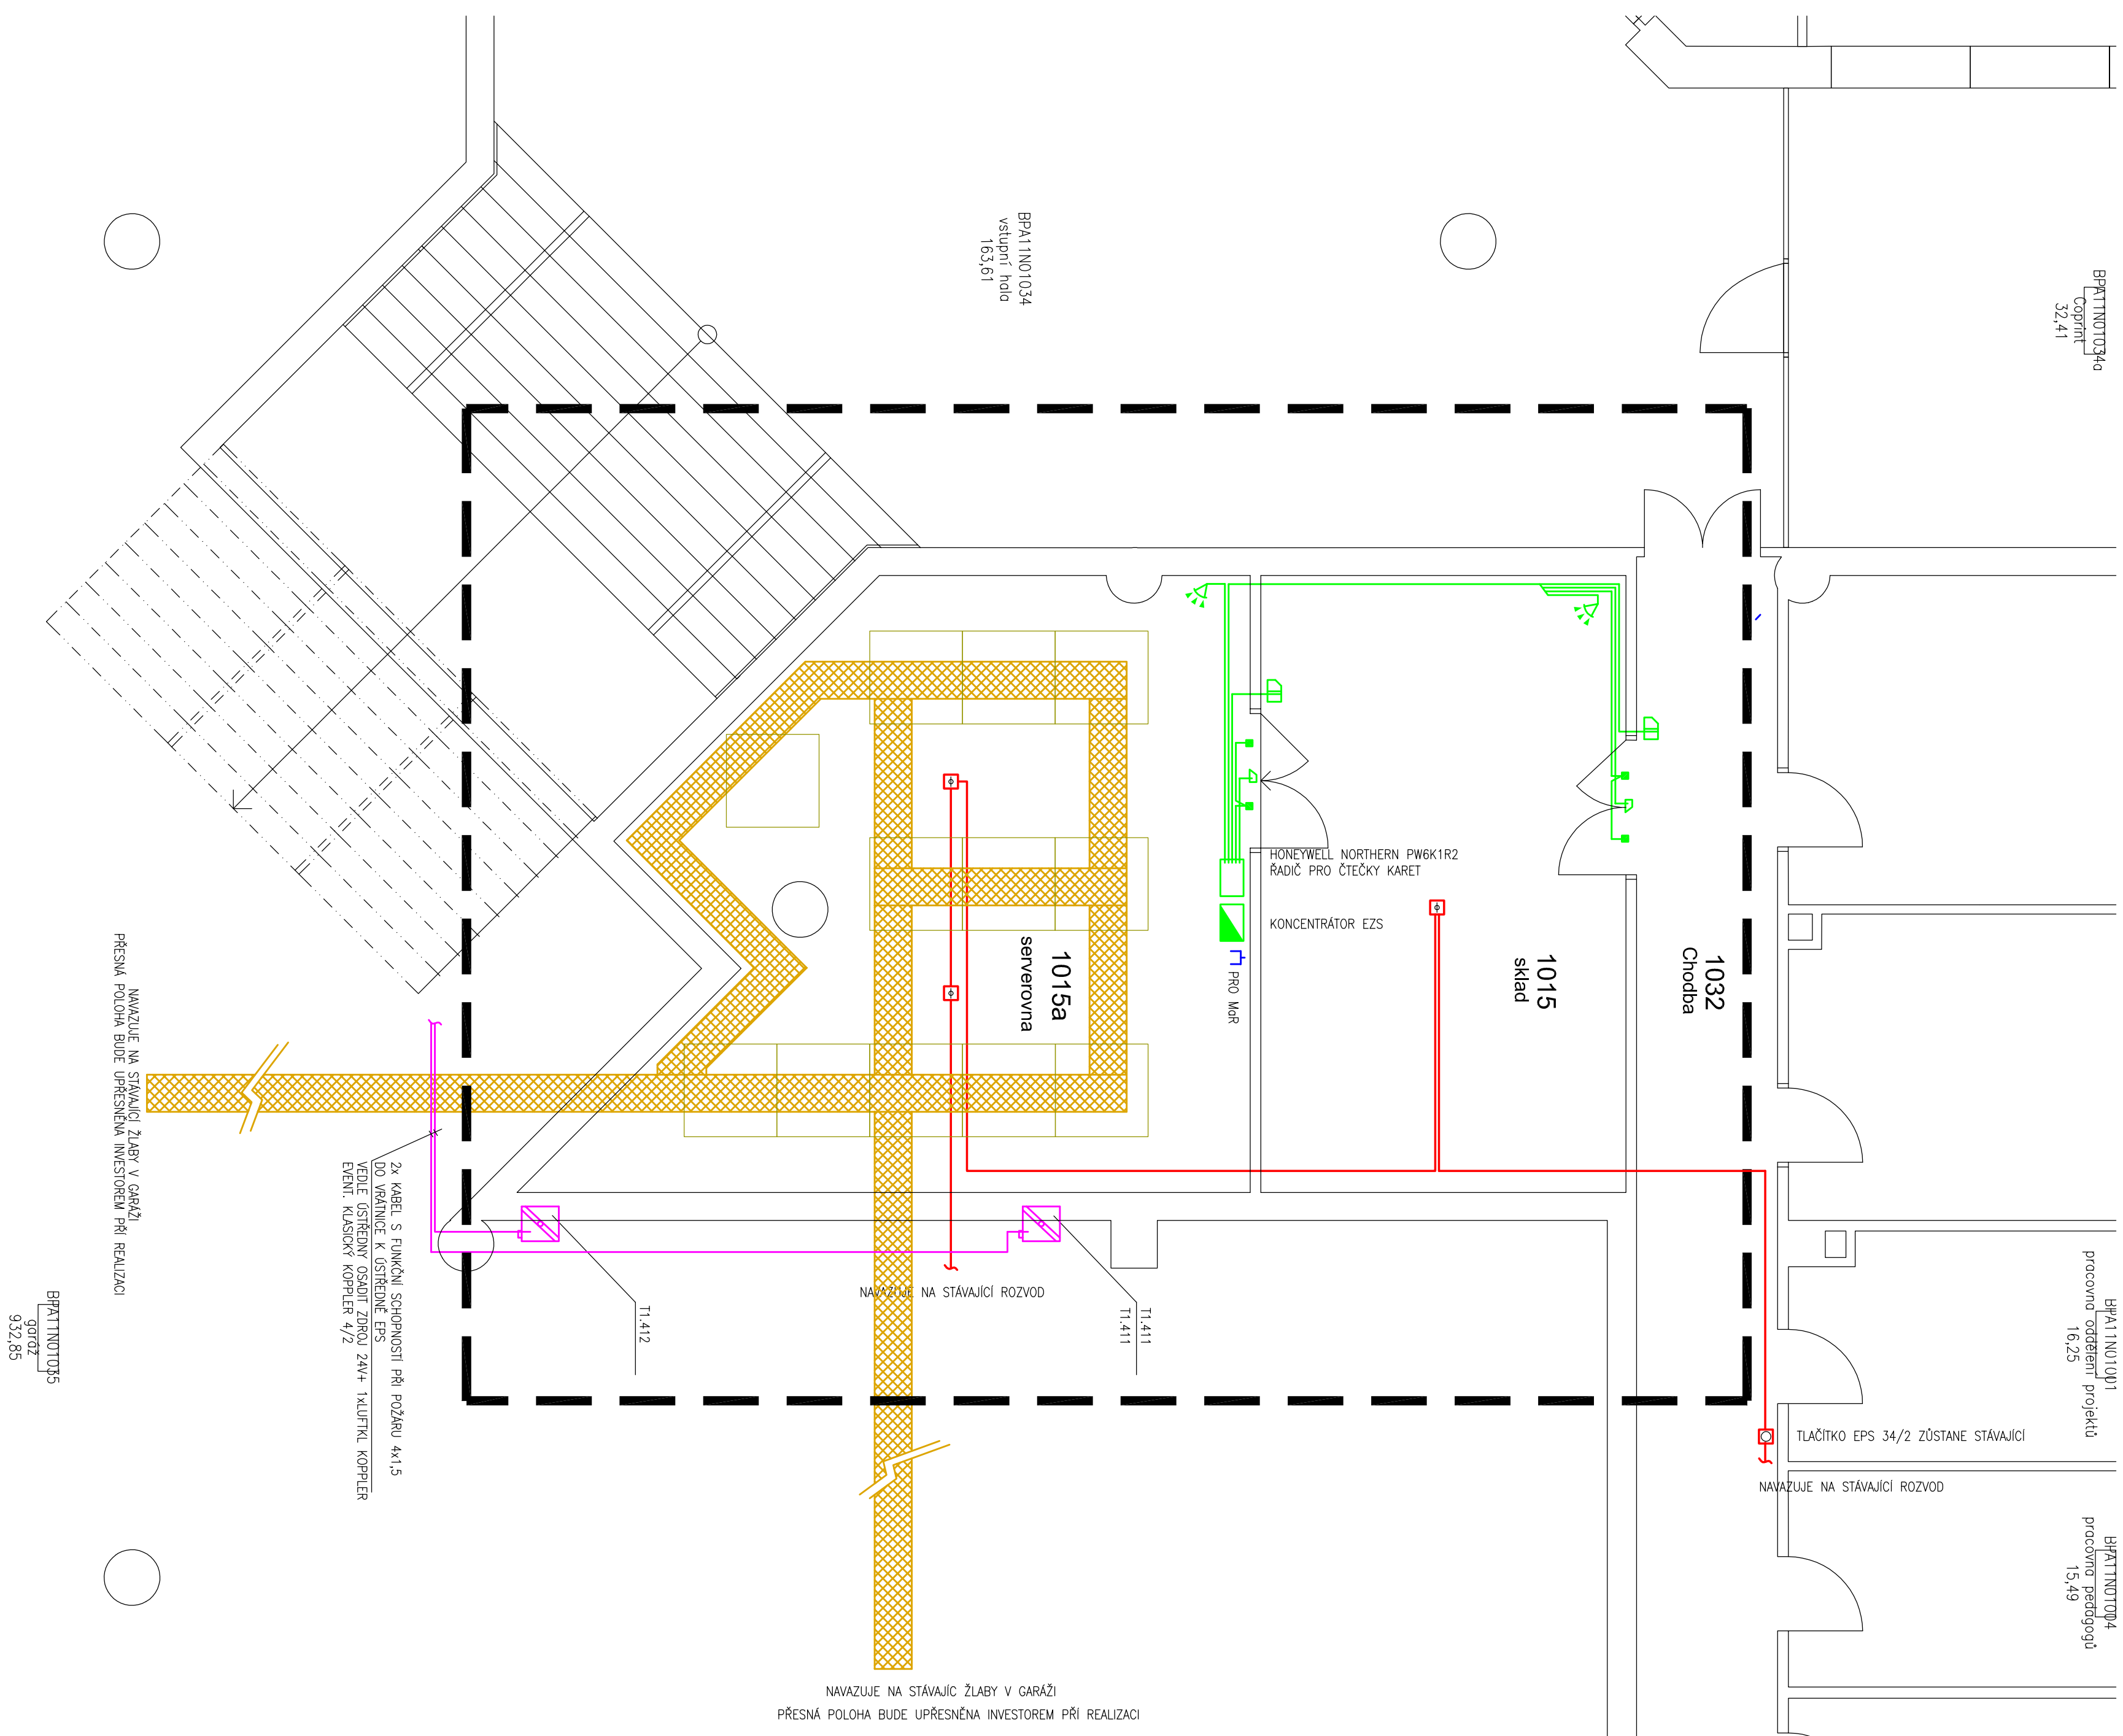 BPA11N01034
vstupní hala
163,61
BPA11N01034a
Coprint
32,41
HONEYWELL NORTHERN PW6K1R2
ŘADIČ PRO ČTEČKY KARET
KONCENTRÁTOR EZS
PRO MaR
1015a
serverovna
1015
sklad
1032
Chodba
NAVAZUJE NA STÁVAJÍCÍ ŽLABY V GARÁŽI
PŘESNÁ POLOHA BUDE UPŘESNĚNA INVESTOREM PŘÍ REALIZACI
2x KABEL S FUNKČNÍ SCHOPNOSTÍ PŘI POŽÁRU 4x1,5
DO VRÁTNICE K ÚSTŘEDNĚ EPS
VEDLE ÚSTŘEDNY OSADIT ZDROJ 24V+ 1xLUFTKL KOPPLER
EVENT. KLASICKÝ KOPPLER 4/2
NAVAZUJE NA STÁVAJÍCÍ ROZVOD
T1.412
T1.411
T1.411
BPA11N01035
garáž
932,85
BPA11N01001
pracovna oddělení projektů
16,25
TLAČÍTKO EPS 34/2 ZŮSTANE STÁVAJÍCÍ
NAVAZUJE NA STÁVAJÍCÍ ROZVOD
BPA11N01004
pracovna pedagogů
15,49
NAVAZUJE NA STÁVAJÍC ŽLABY V GARÁŽI
PŘESNÁ POLOHA BUDE UPŘESNĚNA INVESTOREM PŘÍ REALIZACI